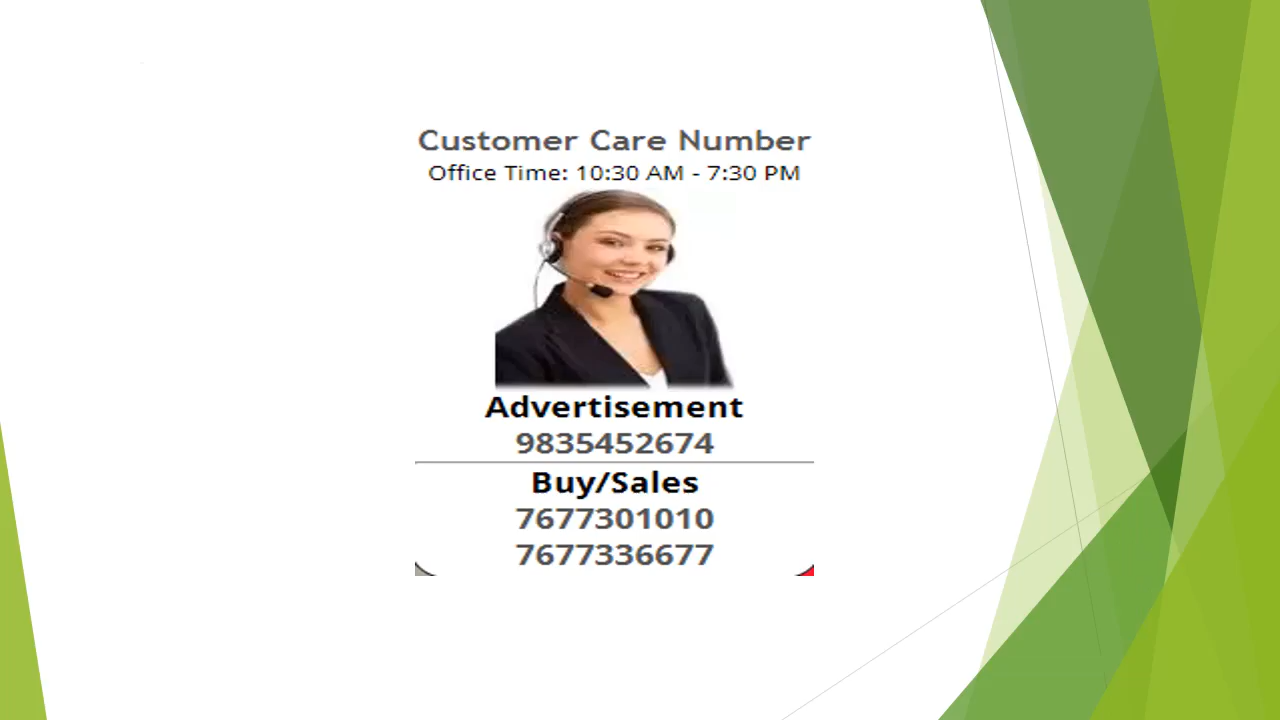 Customer Care Number
Office Time: 10:30 AM - 7:30 PM
Advertisement
9835452674
Buy/Sales
7677301010
7677336677